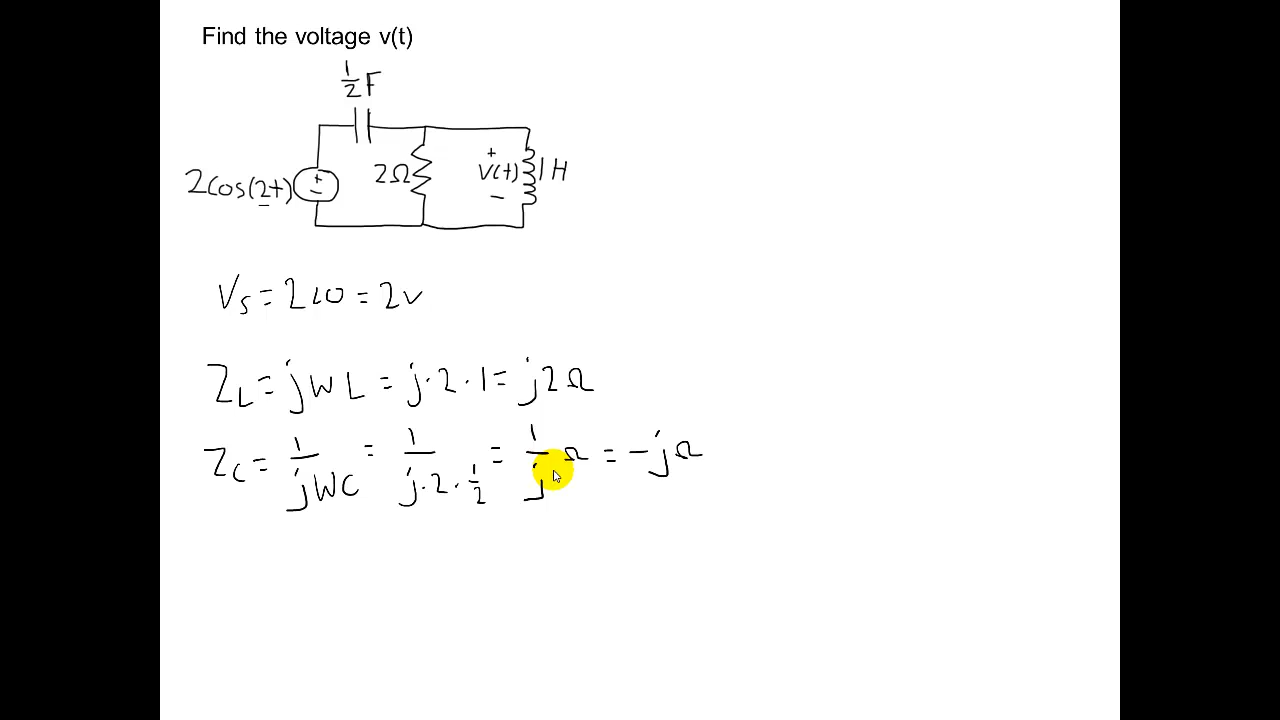 Find the voltage v(t)
1/2 F
2cos(2t) + - 2Ω + V(t) - 1 H
Vs = 2∠0 = 2v
ZL = jWL = j·2·1 = j2Ω
ZC = 1/jWC = 1/j·2·1/2 = 1/j Ω = -jΩ